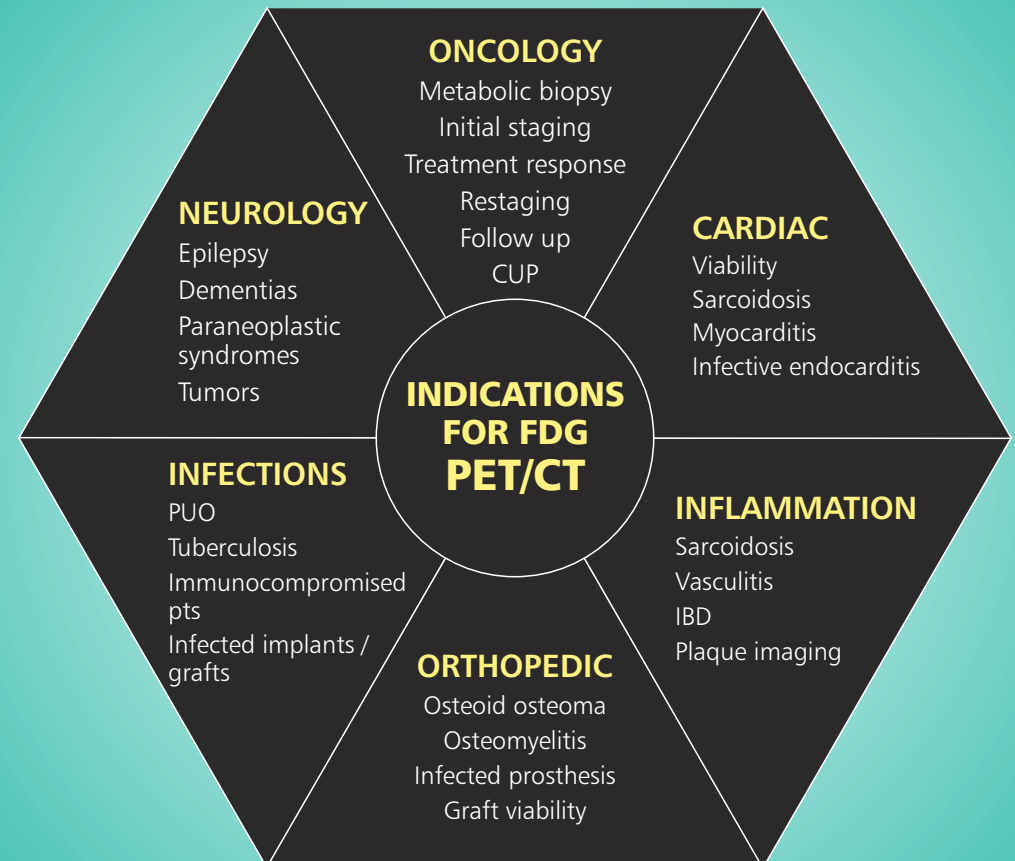 ONCOLOGY
Metabolic biopsy
Initial staging
Treatment response
Restaging
Follow up
CUP
NEUROLOGY
Epilepsy
Dementias
Paraneoplastic
syndromes
Tumors
CARDIAC
Viability
Sarcoidosis
Myocarditis
Infective endocarditis
INDICATIONS
FOR FDG
PET/CT
INFECTIONS
PUO
Tuberculosis
Immunocompromised
pts
Infected implants /
grafts
INFLAMMATION
Sarcoidosis
Vasculitis
IBD
Plaque imaging
ORTHOPEDIC
Osteoid osteoma
Osteomyelitis
Infected prosthesis
Graft viability